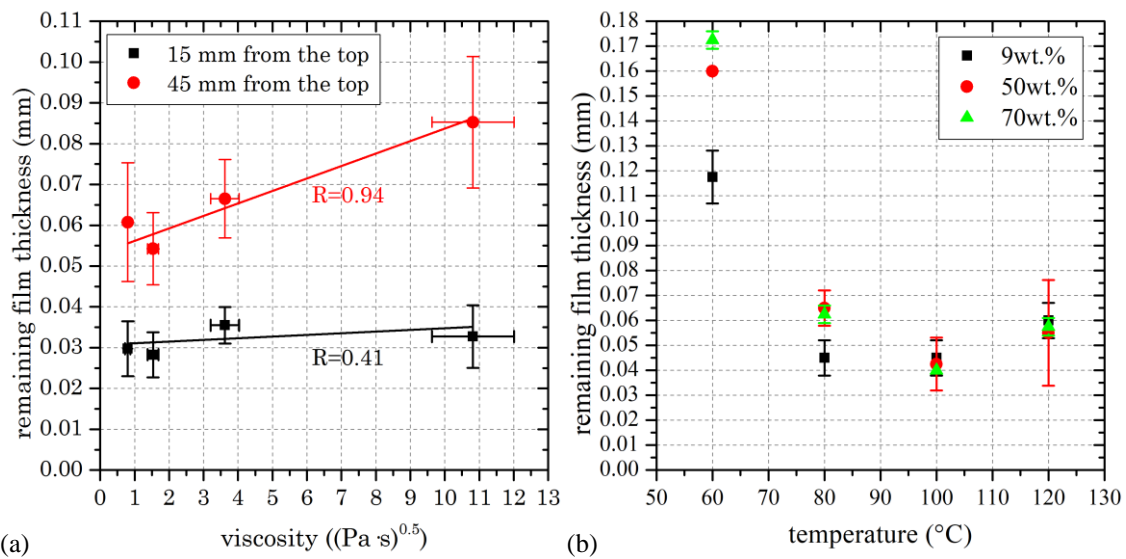 0.11
0.10
0.09
0.08
0.07
0.06
0.05
0.04
0.03
0.02
0.01
0.00
remaining film thickness (mm)
15 mm from the top
45 mm from the top
R=0.94
R=0.41
0 1 2 3 4 5 6 7 8 9 10 11 12 13
viscosity ((Pa·s)^0.5)
(a)
0.18
0.17
0.16
0.15
0.14
0.13
0.12
0.11
0.10
0.09
0.08
0.07
0.06
0.05
0.04
0.03
0.02
0.01
0.00
remaining film thickness (mm)
9wt.%
50wt.%
70wt.%
50 60 70 80 90 100 110 120 130
temperature (°C)
(b)